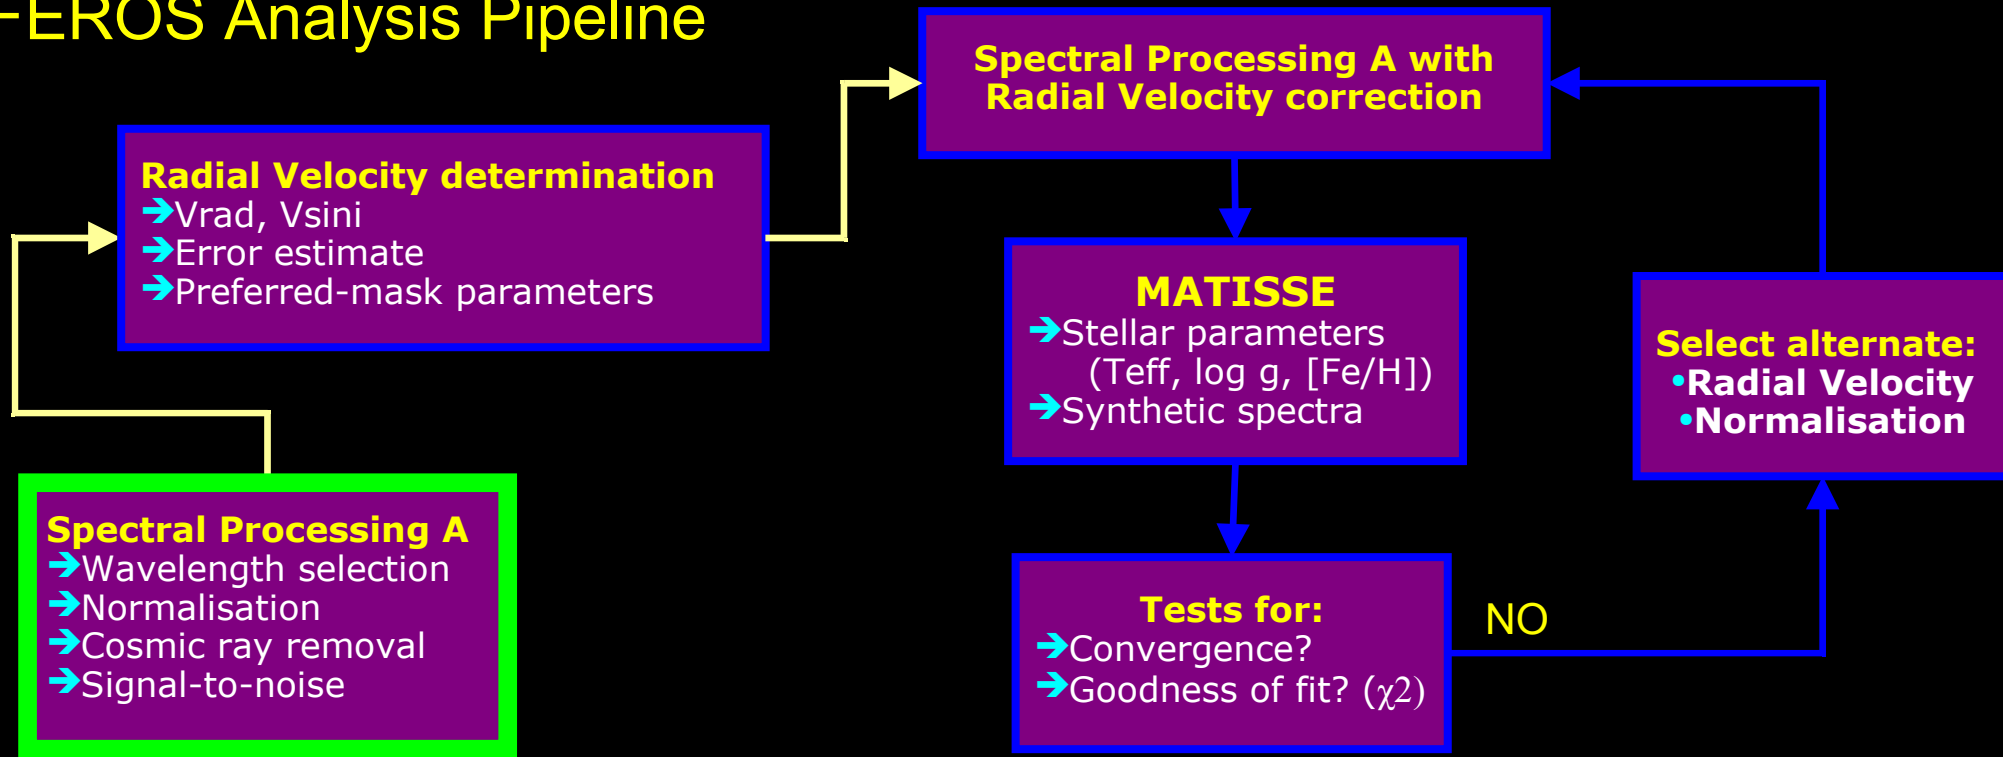 FEROS Analysis Pipeline
Spectral Processing A with
Radial Velocity correction
Radial Velocity determination
➔Vrad, Vsini
➔Error estimate
➔Preferred-mask parameters
MATISSE
➔Stellar parameters
(Teff, log g, [Fe/H])
➔Synthetic spectra
Select alternate:
•Radial Velocity
•Normalisation
Spectral Processing A
➔Wavelength selection
➔Normalisation
➔Cosmic ray removal
➔Signal-to-noise
Tests for:
➔Convergence?
➔Goodness of fit? (χ2)
NO